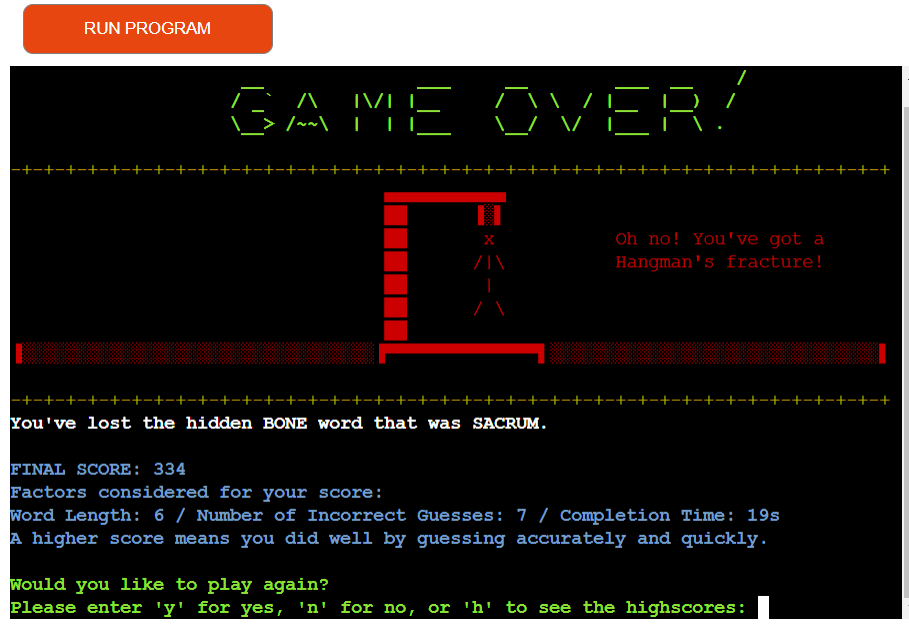 RUN PROGRAM
GAME OVER!
Oh no! You've got a
Hangman's fracture!
You've lost the hidden BONE word that was SACRUM.
FINAL SCORE: 334
Factors considered for your score:
Word Length: 6 / Number of Incorrect Guesses: 7 / Completion Time: 19s
A higher score means you did well by guessing accurately and quickly.
Would you like to play again?
Please enter 'y' for yes, 'n' for no, or 'h' to see the highscores: